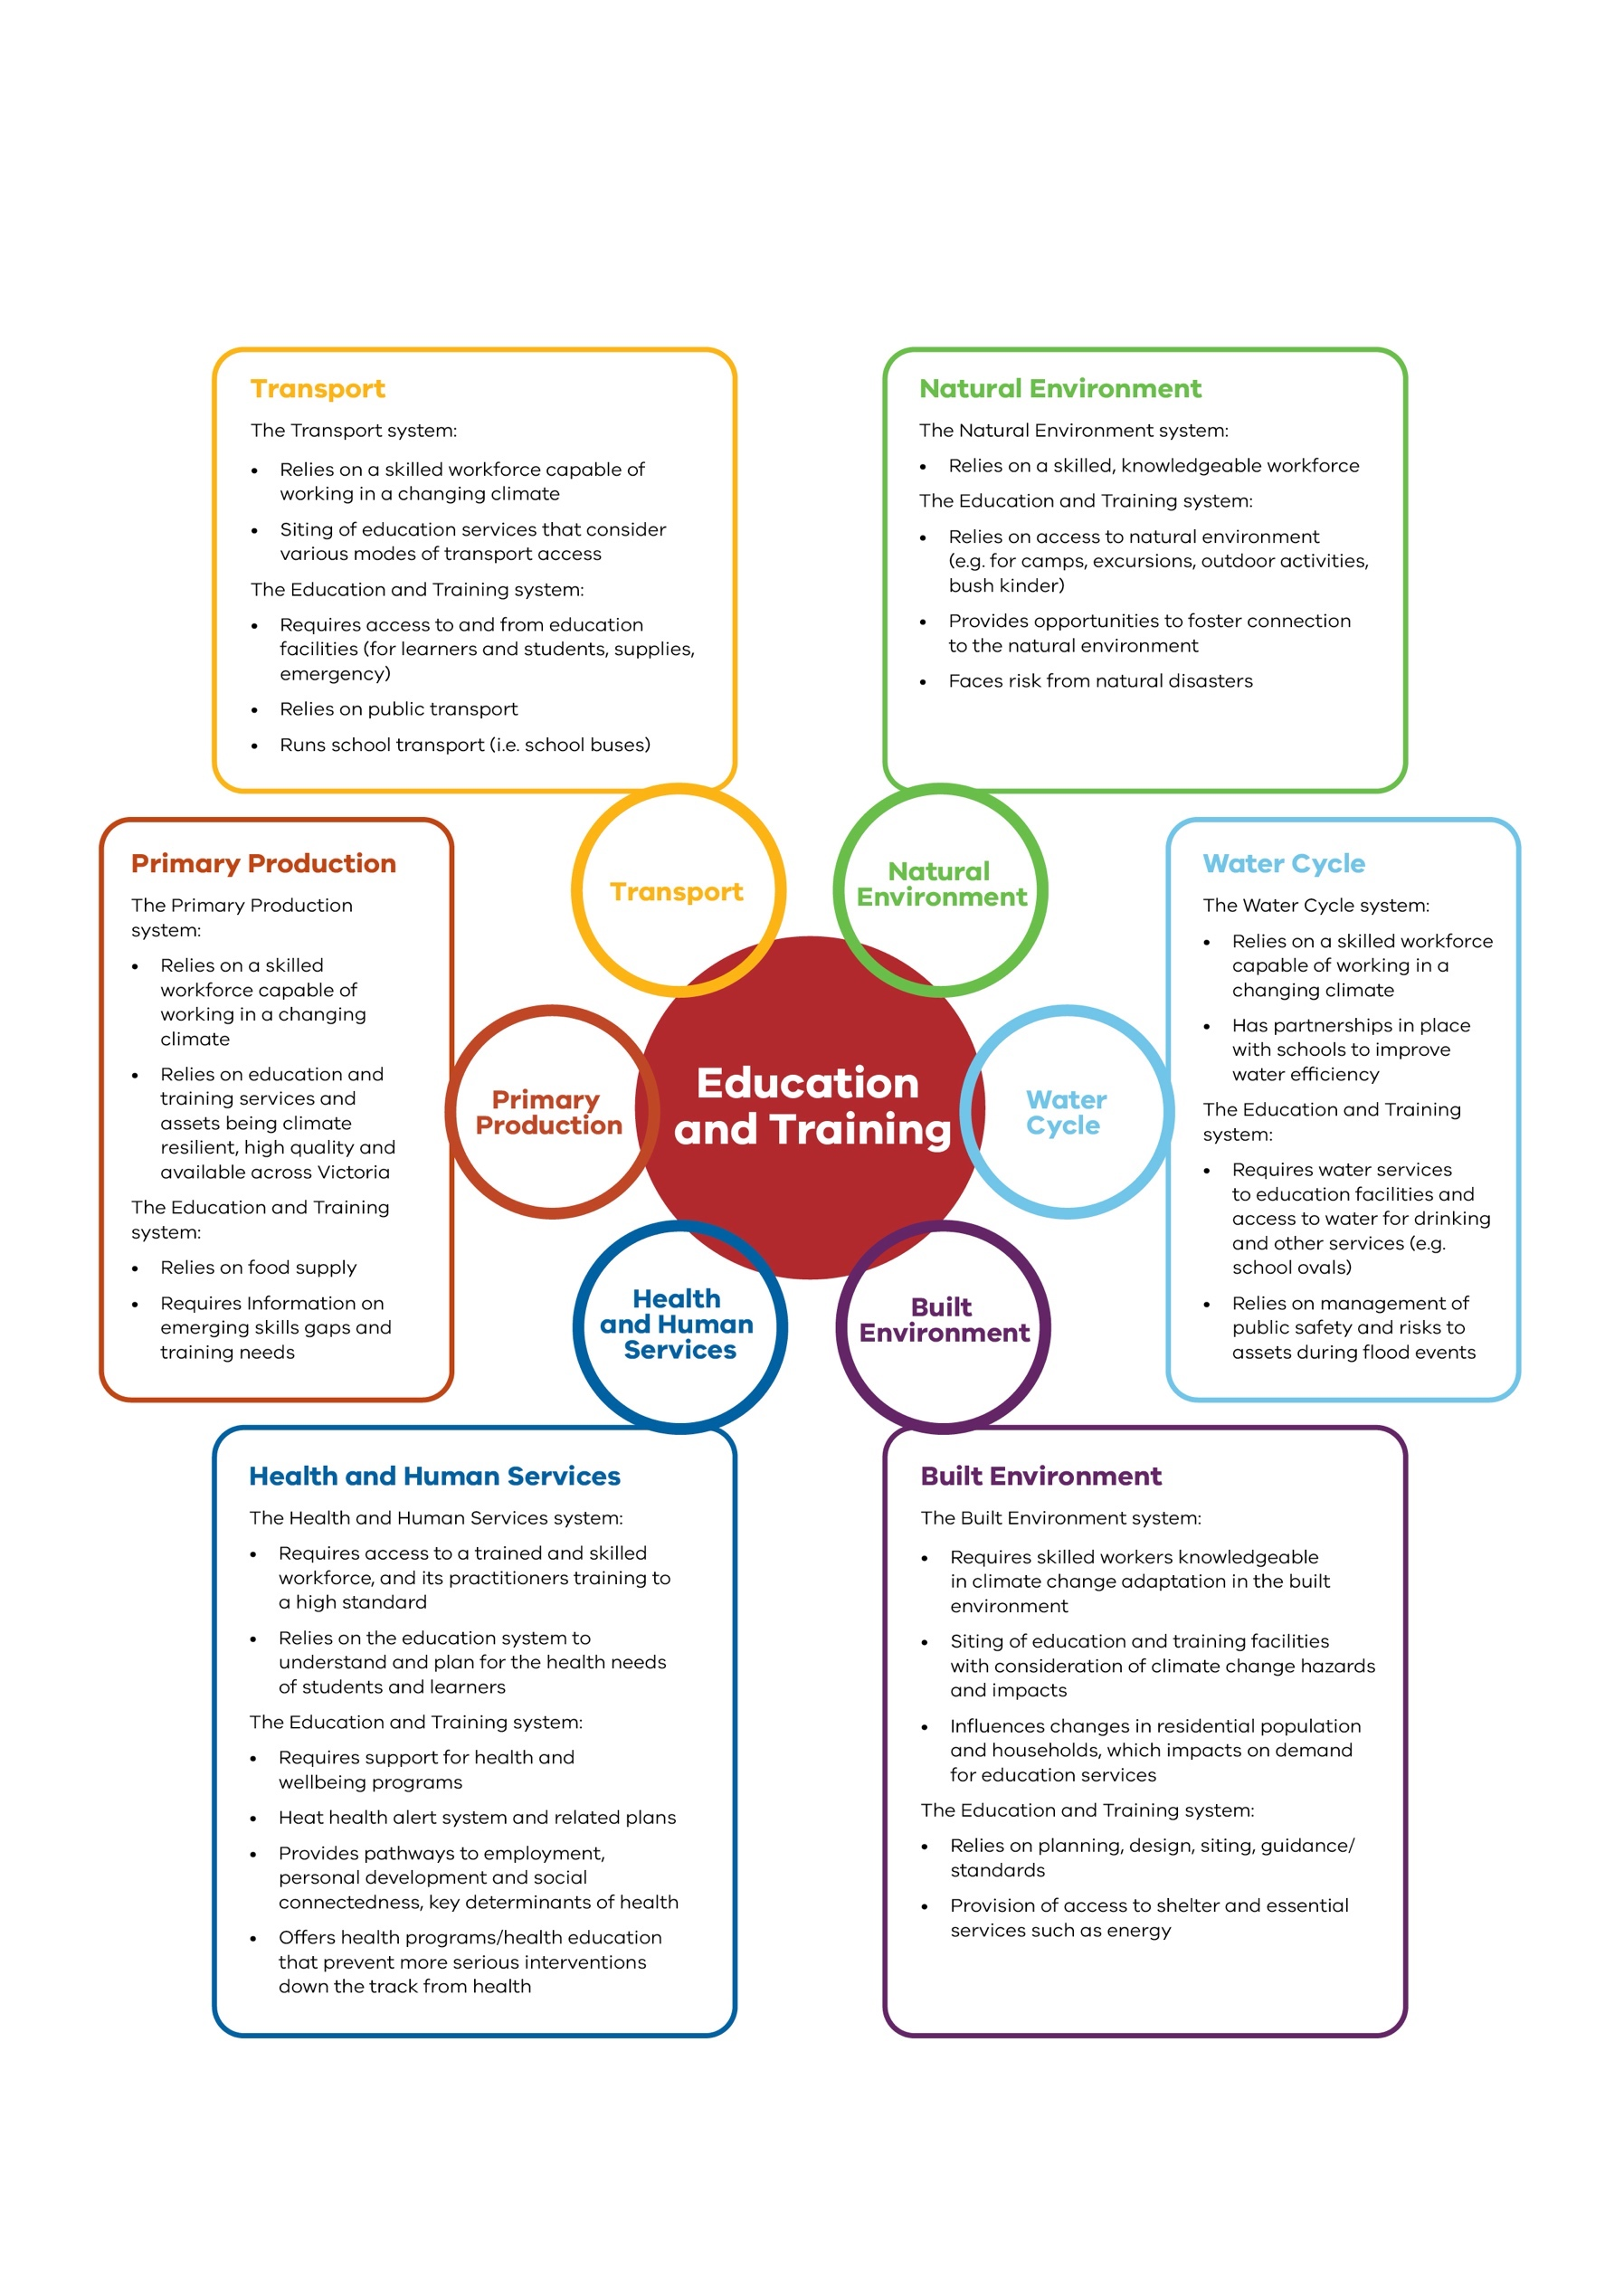 Transport
The Transport system:
• Relies on a skilled workforce capable of
working in a changing climate
• Siting of education services that consider
various modes of transport access
The Education and Training system:
• Requires access to and from education
facilities (for learners and students, supplies,
emergency)
• Relies on public transport
• Runs school transport (i.e. school buses)
Natural Environment
The Natural Environment system:
• Relies on a skilled, knowledgeable workforce
The Education and Training system:
• Relies on access to natural environment
(e.g. for camps, excursions, outdoor activities,
bush kinder)
• Provides opportunities to foster connection
to the natural environment
• Faces risk from natural disasters
Primary Production
The Primary Production
system:
• Relies on a skilled
workforce capable of
working in a changing
climate
• Relies on education and
training services and
assets being climate
resilient, high quality and
available across Victoria
The Education and Training
system:
• Relies on food supply
• Requires Information on
emerging skills gaps and
training needs
Transport
Natural
Environment
Primary
Production
Education
and Training
Water
Cycle
Health
and Human
Services
Built
Environment
Water Cycle
The Water Cycle system:
• Relies on a skilled workforce
capable of working in a
changing climate
• Has partnerships in place
with schools to improve
water efficiency
The Education and Training
system:
• Requires water services
to education facilities and
access to water for drinking
and other services (e.g.
school ovals)
• Relies on management of
public safety and risks to
assets during flood events
Health and Human Services
The Health and Human Services system:
• Requires access to a trained and skilled
workforce, and its practitioners training to
a high standard
• Relies on the education system to
understand and plan for the health needs
of students and learners
The Education and Training system:
• Requires support for health and
wellbeing programs
• Heat health alert system and related plans
• Provides pathways to employment,
personal development and social
connectedness, key determinants of health
• Offers health programs/health education
that prevent more serious interventions
down the track from health
Built Environment
The Built Environment system:
• Requires skilled workers knowledgeable
in climate change adaptation in the built
environment
• Siting of education and training facilities
with consideration of climate change hazards
and impacts
• Influences changes in residential population
and households, which impacts on demand
for education services
The Education and Training system:
• Relies on planning, design, siting, guidance/
standards
• Provision of access to shelter and essential
services such as energy